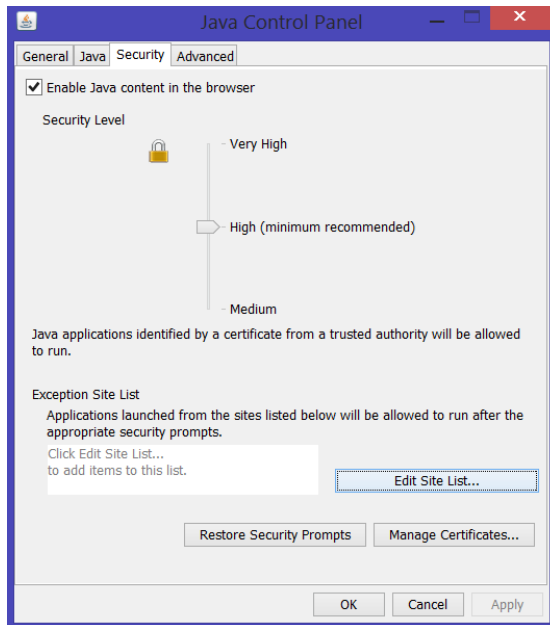 Java Control Panel
General Java Security Advanced
Enable Java content in the browser
Security Level
- Very High
- High (minimum recommended)
- Medium
Java applications identified by a certificate from a trusted authority will be allowed
to run.
Exception Site List
Applications launched from the sites listed below will be allowed to run after the
appropriate security prompts.
Click Edit Site List...
to add items to this list.
Edit Site List...
Restore Security Prompts Manage Certificates...
OK Cancel Apply